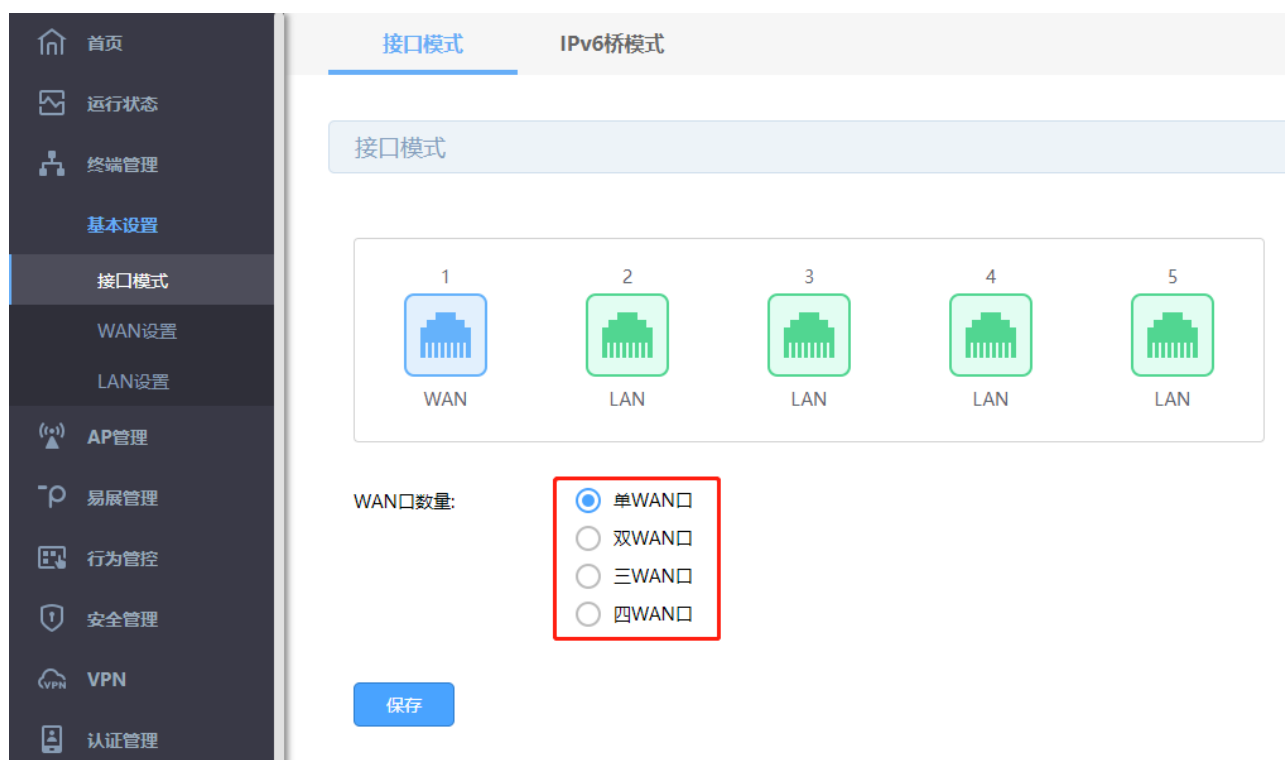 首页
运行状态
终端管理
基本设置
接口模式
WAN设置
LAN设置
AP管理
易展管理
行为管控
安全管理
VPN
VPN
认证管理
接口模式
IPv6桥模式
接口模式
1
2
3
4
5
WAN
LAN
LAN
LAN
LAN
WAN口数量:
单WAN口
双WAN口
三WAN口
四WAN口
保存